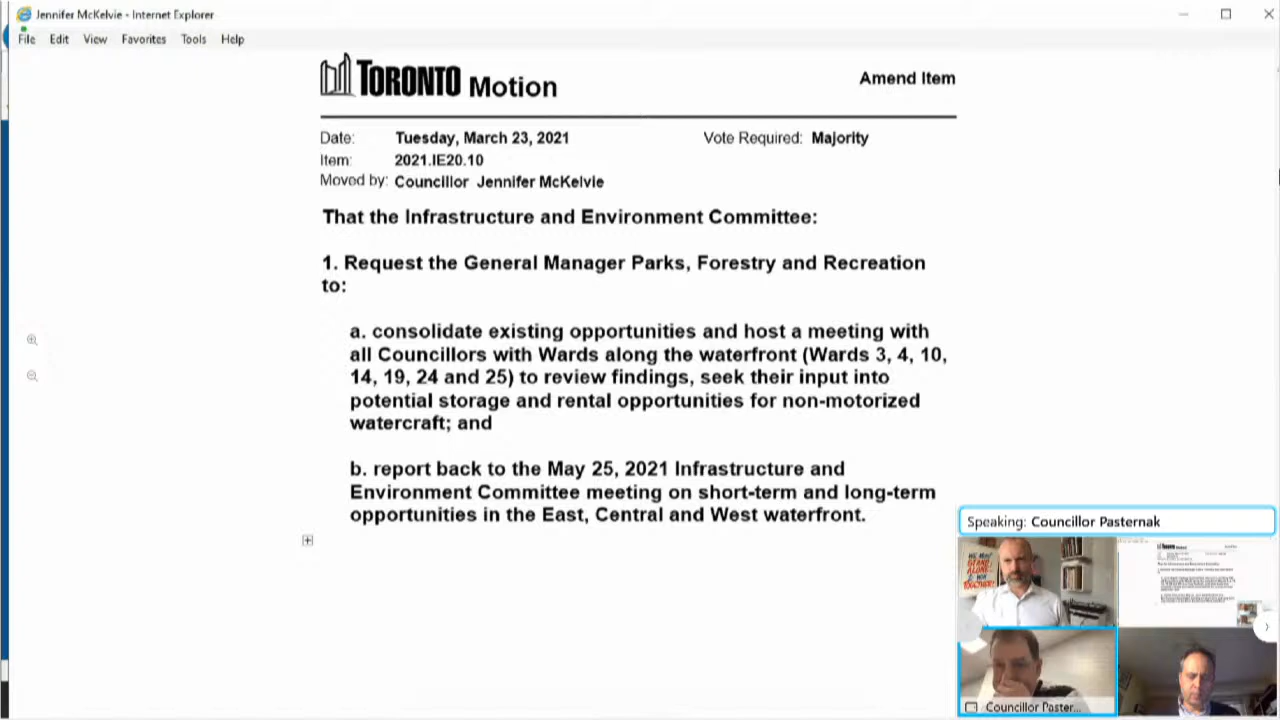 Jennifer McKelvie - Internet Explorer
File Edit View Favorites Tools Help
TORONTO Motion
Amend Item
Date: Tuesday, March 23, 2021
Vote Required: Majority
Item: 2021.IE20.10
Moved by: Councillor Jennifer McKelvie
That the Infrastructure and Environment Committee:
1. Request the General Manager Parks, Forestry and Recreation
to:
a. consolidate existing opportunities and host a meeting with
all Councillors with Wards along the waterfront (Wards 3, 4, 10,
14, 19, 24 and 25) to review findings, seek their input into
potential storage and rental opportunities for non-motorized
watercraft; and
b. report back to the May 25, 2021 Infrastructure and
Environment Committee meeting on short-term and long-term
opportunities in the East, Central and West waterfront.
Speaking: Councillor Pasternak
STAND
ALONE
TOGETHER
Councillor Paster...